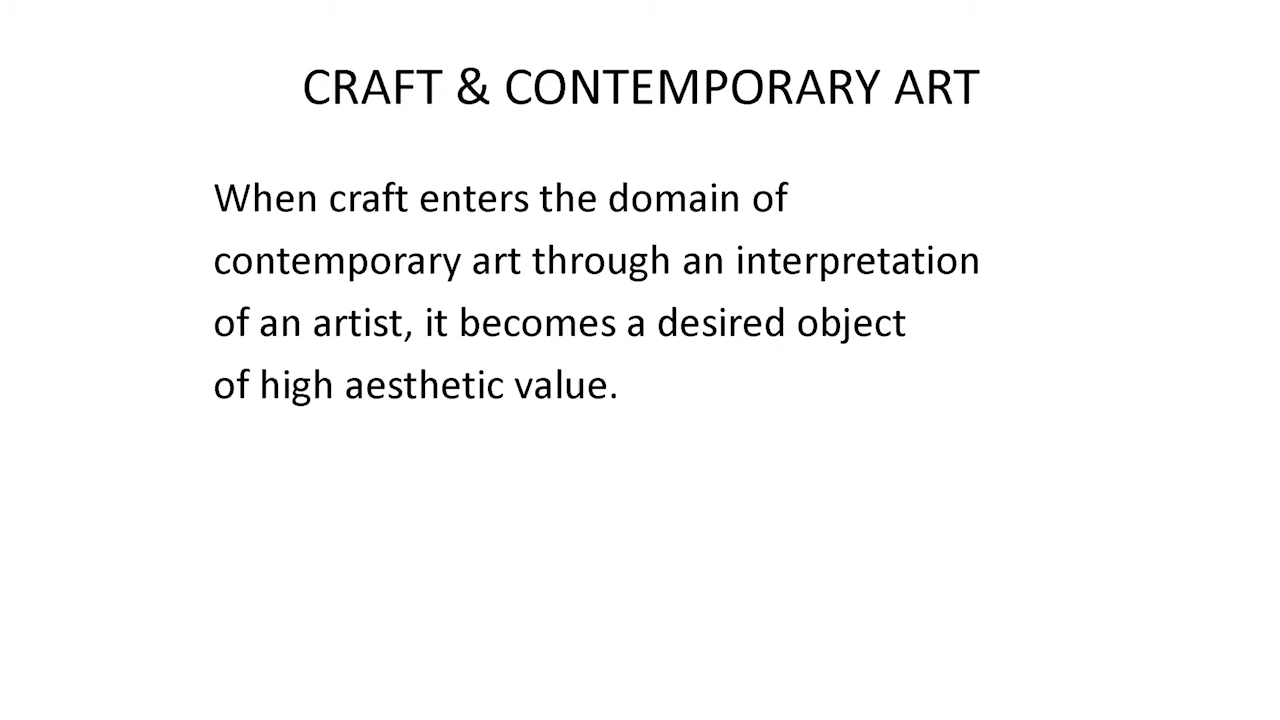 CRAFT & CONTEMPORARY ART
When craft enters the domain of
contemporary art through an interpretation
of an artist, it becomes a desired object
of high aesthetic value.